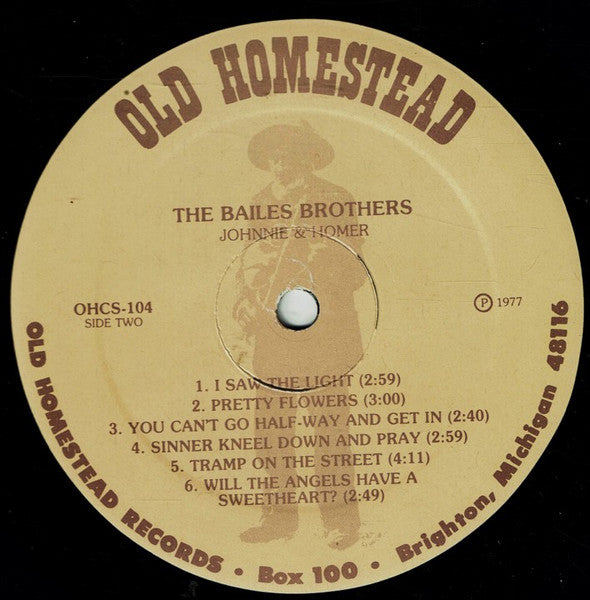 OLD HOMESTEAD
THE BAILES BROTHERS
JOHNNIE & HOMER
OHCS-104
SIDE TWO
Ⓟ 1977
1. I SAW THE LIGHT (2:59)
2. PRETTY FLOWERS (3:00)
3. YOU CAN'T GO HALF-WAY AND GET IN (2:40)
4. SINNER KNEEL DOWN AND PRAY (2:59)
5. TRAMP ON THE STREET (4:11)
6. WILL THE ANGELS HAVE A
SWEETHEART? (2:49)
OLD HOMESTEAD RECORDS • Box 100 • Brighton, Michigan 48116